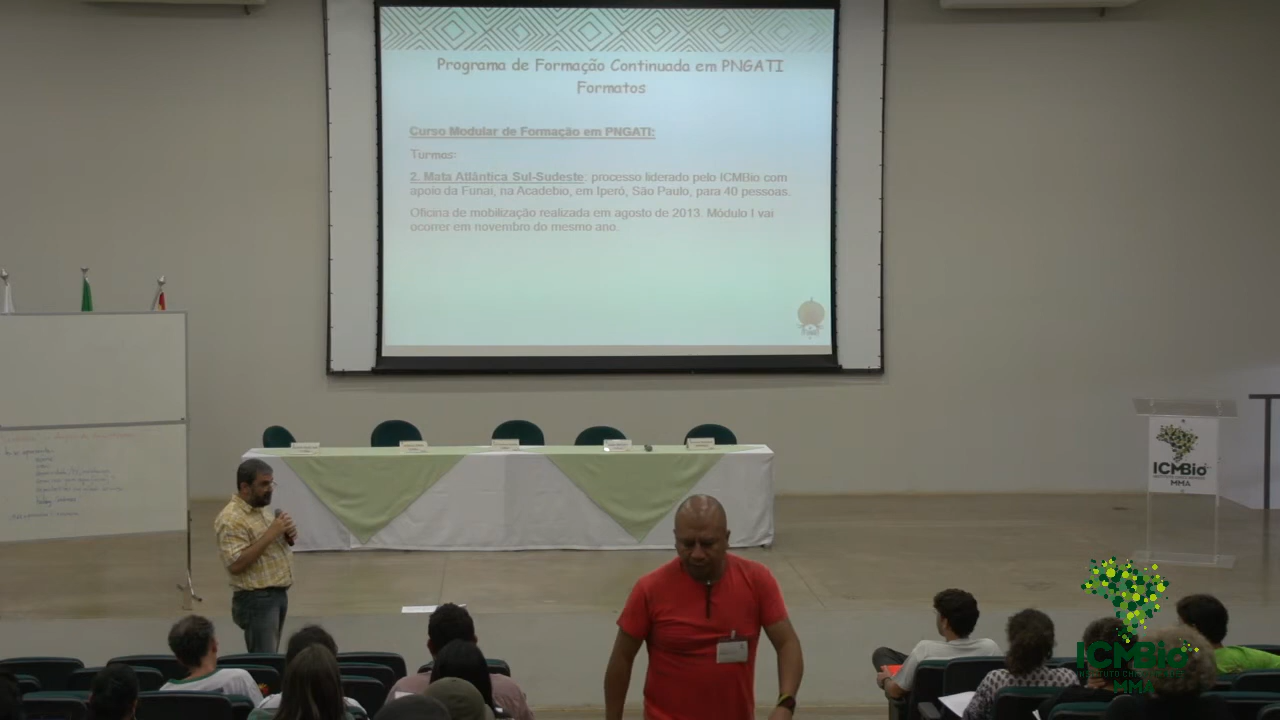 Programa de Formação Continuada em PNGATI
Formatos
Curso Modular de Formação em PNGATI:
Turmas:
2. Mata Atlântica Sul-Sudeste: processo liderado pelo ICMBio com
apoio da Funai, na Acadebio, em Iperó, São Paulo, para 40 pessoas.
Oficina de mobilização realizada em agosto de 2013. Módulo I vai
ocorrer em novembro do mesmo ano.
ICMBio
MMA
ICMBio
MMA